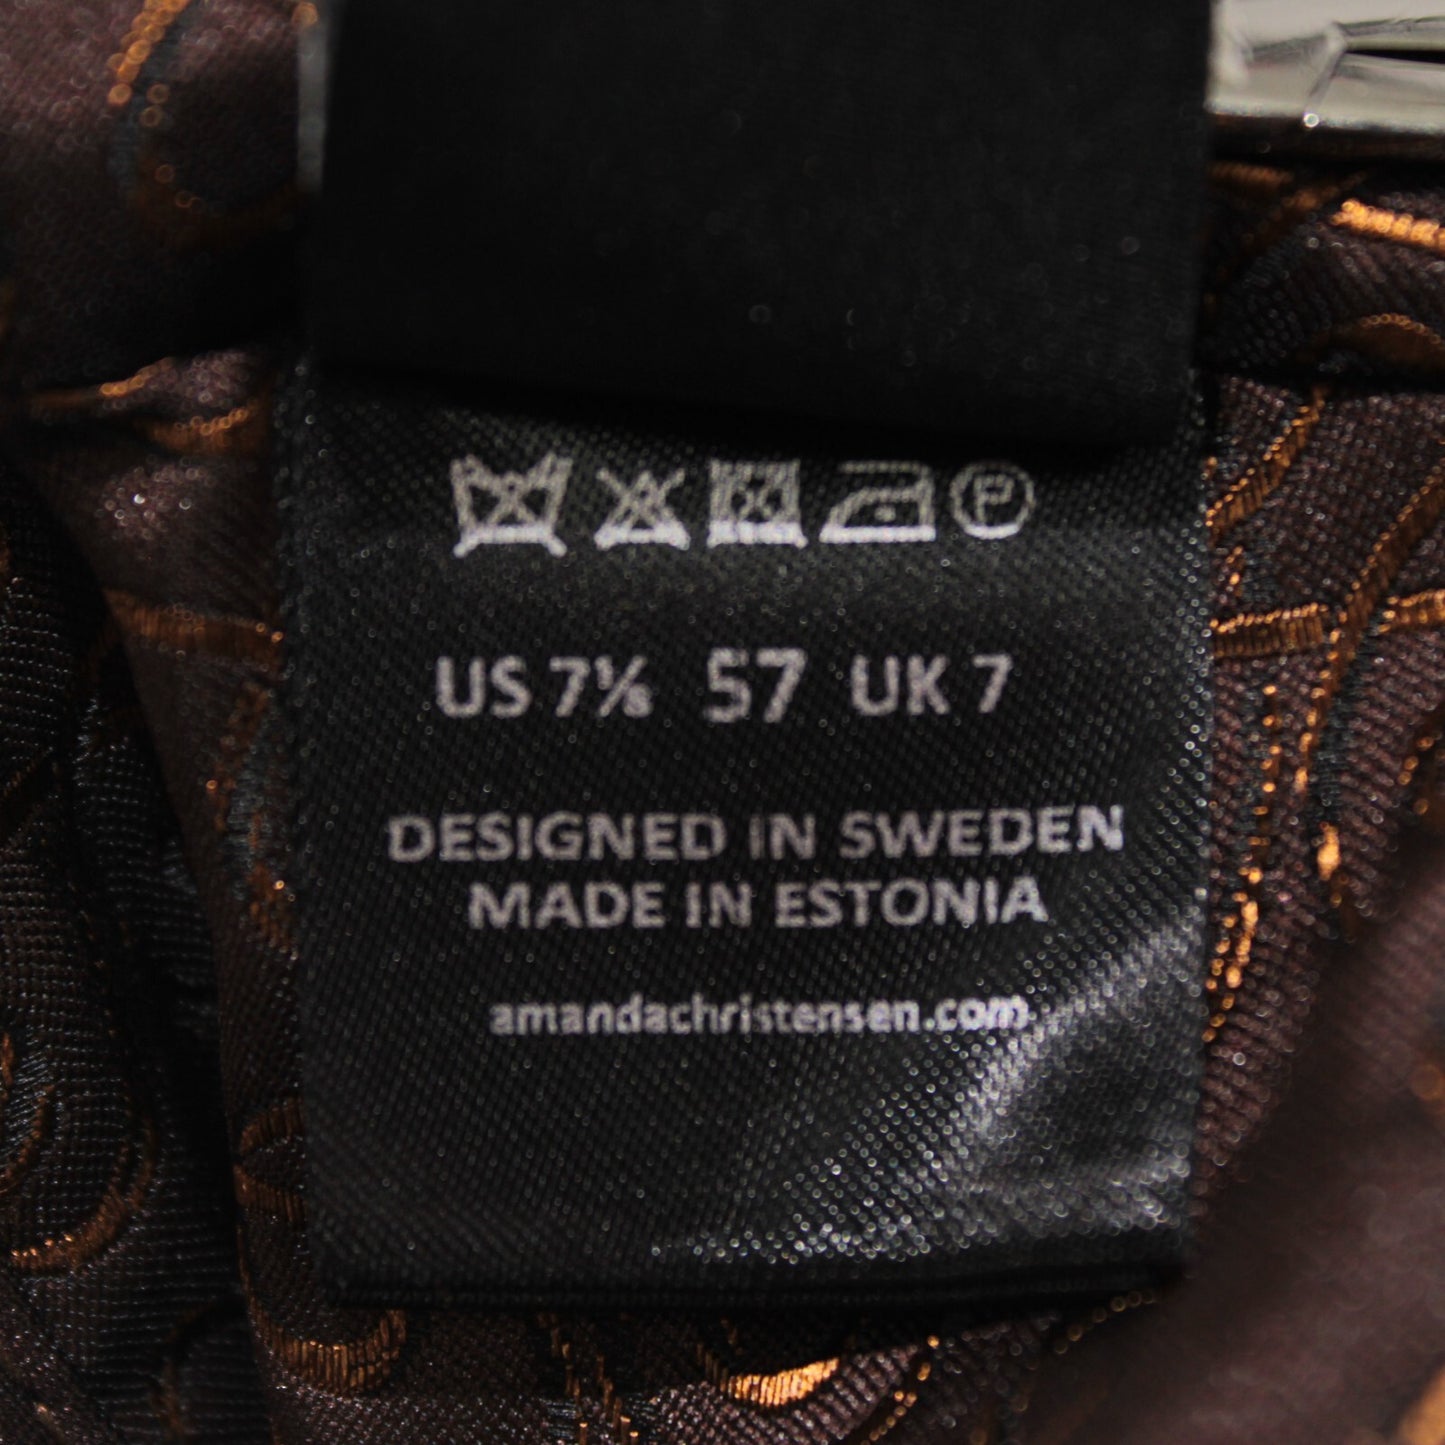 P
US 7⅛ 57 UK 7
DESIGNED IN SWEDEN
MADE IN ESTONIA
amandachristensen.com